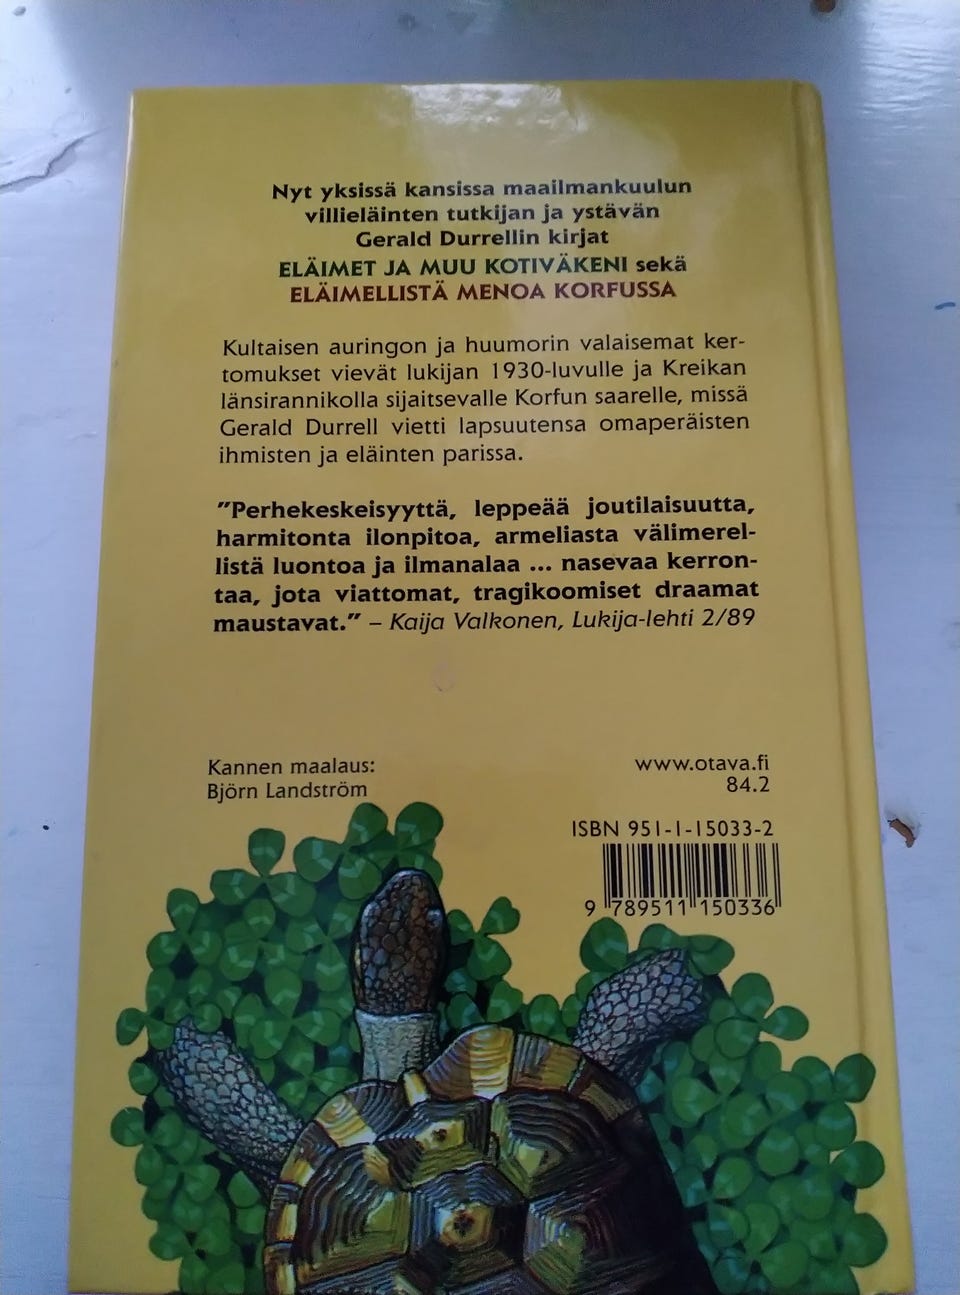 Nyt yksissä kansissa maailmankuulun
villieläinten tutkijan ja ystävän
Gerald Durrellin kirjat
ELÄIMET JA MUU KOTIVÄKENI sekä
ELÄIMELLISTÄ MENOA KORFUSSA
Kultaisen auringon ja huumorin valaisemat ker-
tomukset vievät lukijan 1930-luvulle ja Kreikan
länsirannikolla sijaitsevalle Korfun saarelle, missä
Gerald Durrell vietti lapsuutensa omaperäisten
ihmisten ja eläinten parissa.
”Perhekeskeisyyttä, leppeää joutilaisuutta,
harmitonta ilonpitoa, armeliasta välimerel-
listä luontoa ja ilmanalaa ... nasevaa kerron-
taa, jota viattomat, tragikoomiset draamat
maustavat.” – Kaija Valkonen, Lukija-lehti 2/89
Kannen maalaus:
Björn Landström
www.otava.fi
84.2
ISBN 951-1-15033-2
9 789511 150336